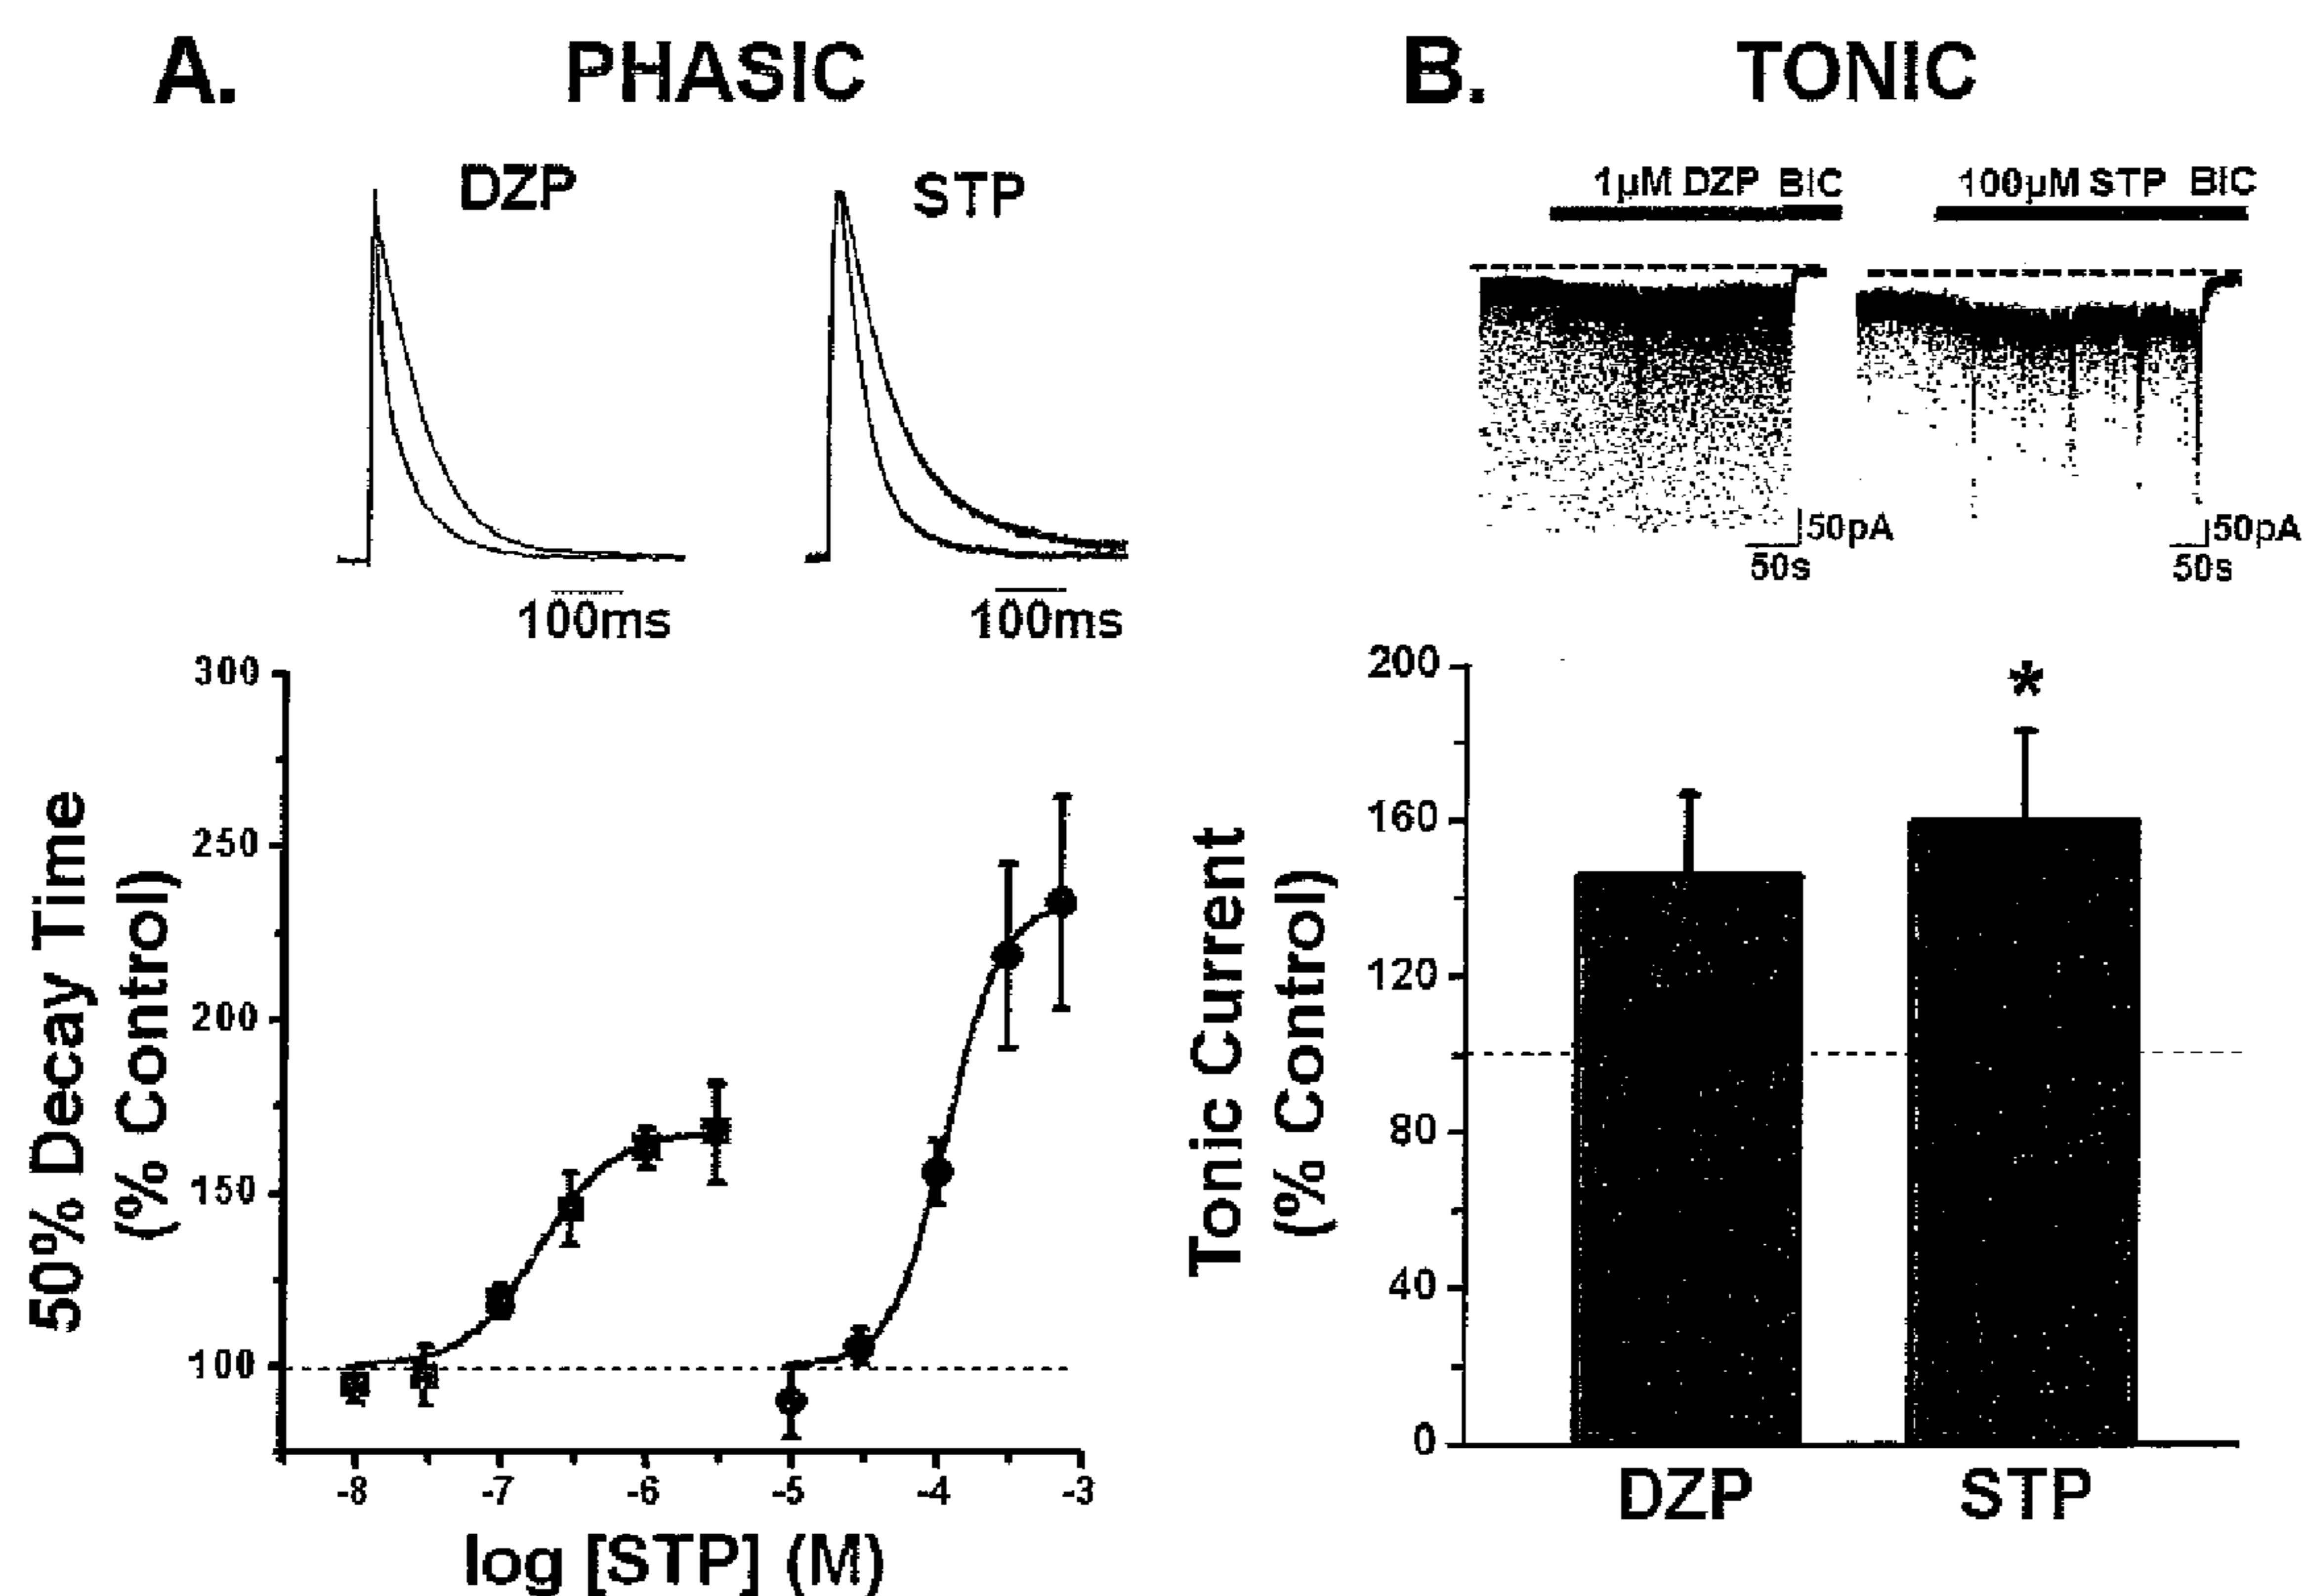 A. PHASIC
DZP STP
100ms 100ms
300
250
200
150
100
50% Decay Time
(% Control)
-8 -7 -6 -5 -4 -3
log [STP] (M)
B. TONIC
1µM DZP BIC 100µM STP BIC
50pA 50pA
50s 50s
200
160
120
80
40
0
*
Tonic Current
(% Control)
DZP STP